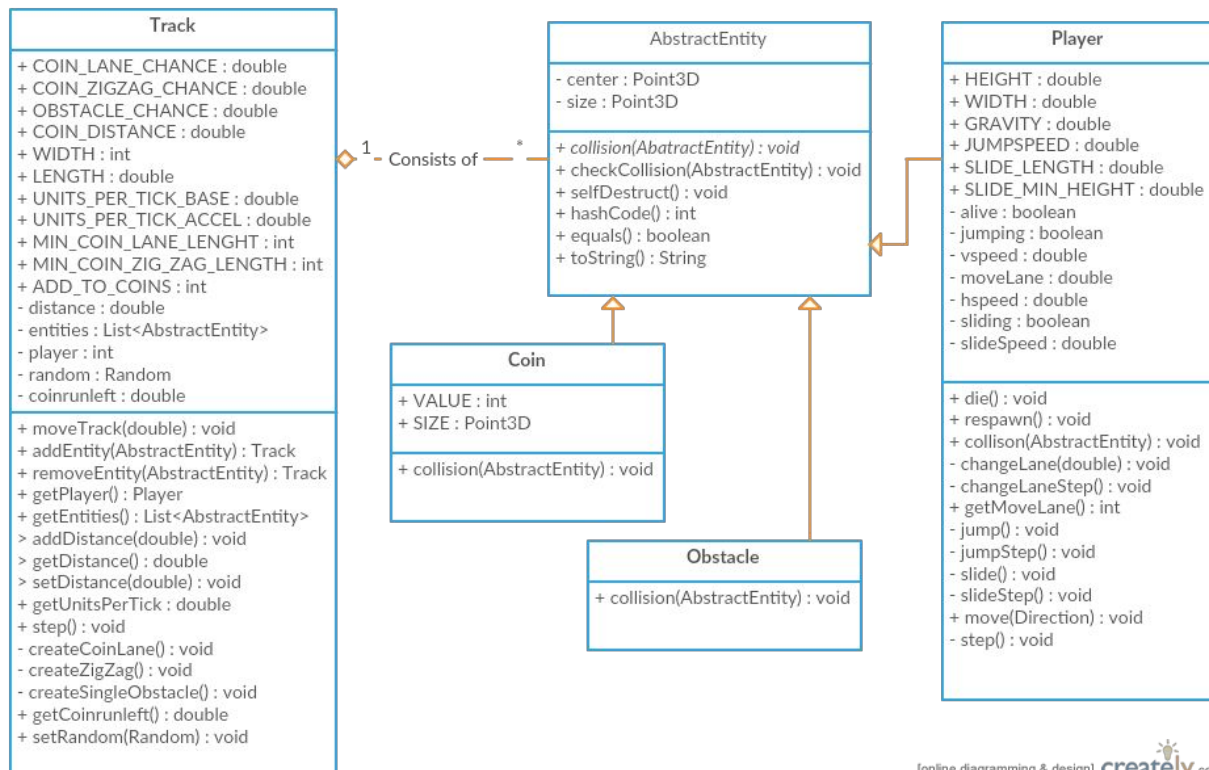 Track
+ COIN_LANE_CHANCE : double
+ COIN_ZIGZAG_CHANCE : double
+ OBSTACLE_CHANCE : double
+ COIN_DISTANCE : double
+ WIDTH : int
+ LENGTH : double
+ UNITS_PER_TICK_BASE : double
+ UNITS_PER_TICK_ACCEL : double
+ MIN_COIN_LANE_LENGHT : int
+ MIN_COIN_ZIG_ZAG_LENGTH : int
+ ADD_TO_COINS : int
- distance : double
- entities : List<AbstractEntity>
- player : int
- random : Random
- coinrunleft : double
+ moveTrack(double) : void
+ addEntity(AbstractEntity) : Track
+ removeEntity(AbstractEntity) : Track
+ getPlayer() : Player
+ getEntities() : List<AbstractEntity>
> addDistance(double) : void
> getDistance() : double
> setDistance(double) : void
+ getUnitsPerTick : double
+ step() : void
- createCoinLane() : void
- createZigZag() : void
- createSingleObstacle() : void
+ getCoinrunleft() : double
+ setRandom(Random) : void
1 Consists of *
AbstractEntity
- center : Point3D
- size : Point3D
+ collision(AbatractEntity) : void
+ checkCollision(AbstractEntity) : void
+ selfDestruct() : void
+ hashCode() : int
+ equals() : boolean
+ toString() : String
Coin
+ VALUE : int
+ SIZE : Point3D
+ collision(AbstractEntity) : void
Obstacle
+ collision(AbstractEntity) : void
Player
+ HEIGHT : double
+ WIDTH : double
+ GRAVITY : double
+ JUMPSPEED : double
+ SLIDE_LENGTH : double
+ SLIDE_MIN_HEIGHT : double
- alive : boolean
- jumping : boolean
- vspeed : double
- moveLane : double
- hspeed : double
- sliding : boolean
- slideSpeed : double
+ die() : void
+ respawn() : void
+ collison(AbstractEntity) : void
- changeLane(double) : void
- changeLaneStep() : void
+ getMoveLane() : int
- jump() : void
- jumpStep() : void
- slide() : void
- slideStep() : void
+ move(Direction) : void
- step() : void
[online diagramming & design] creately